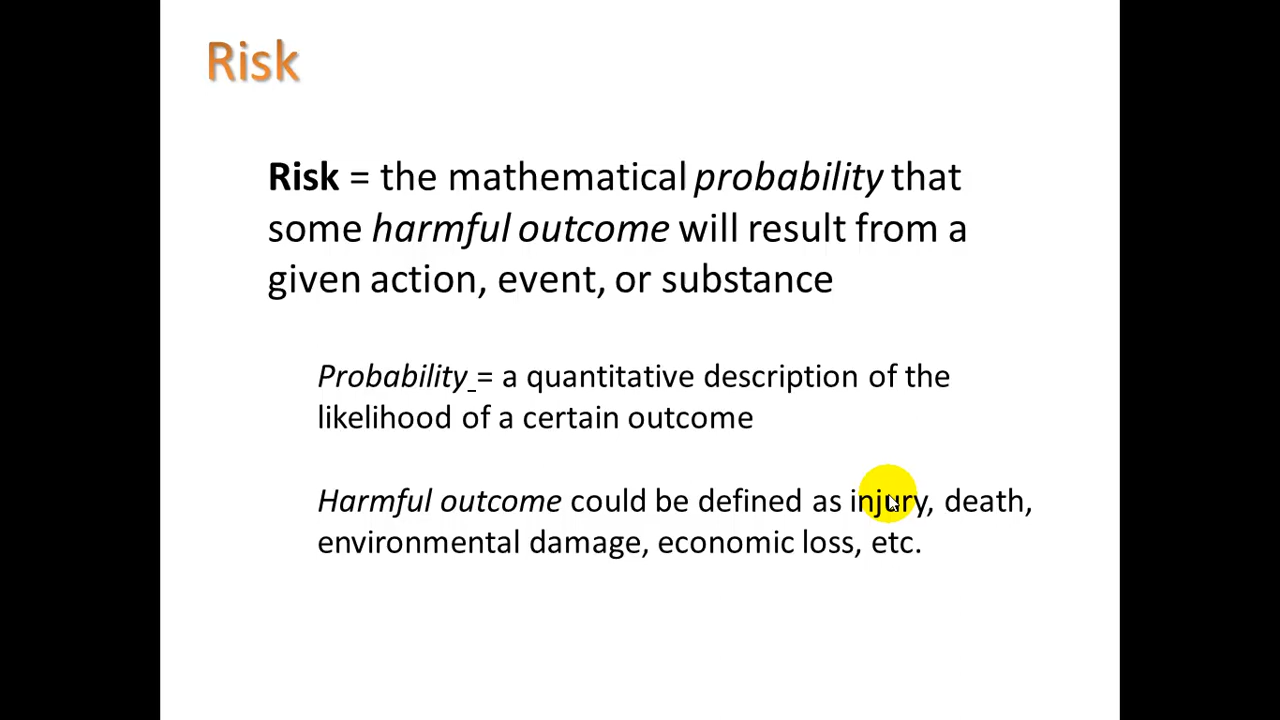 Risk
Risk = the mathematical probability that
some harmful outcome will result from a
given action, event, or substance
Probability = a quantitative description of the
likelihood of a certain outcome
Harmful outcome could be defined as injury, death,
environmental damage, economic loss, etc.